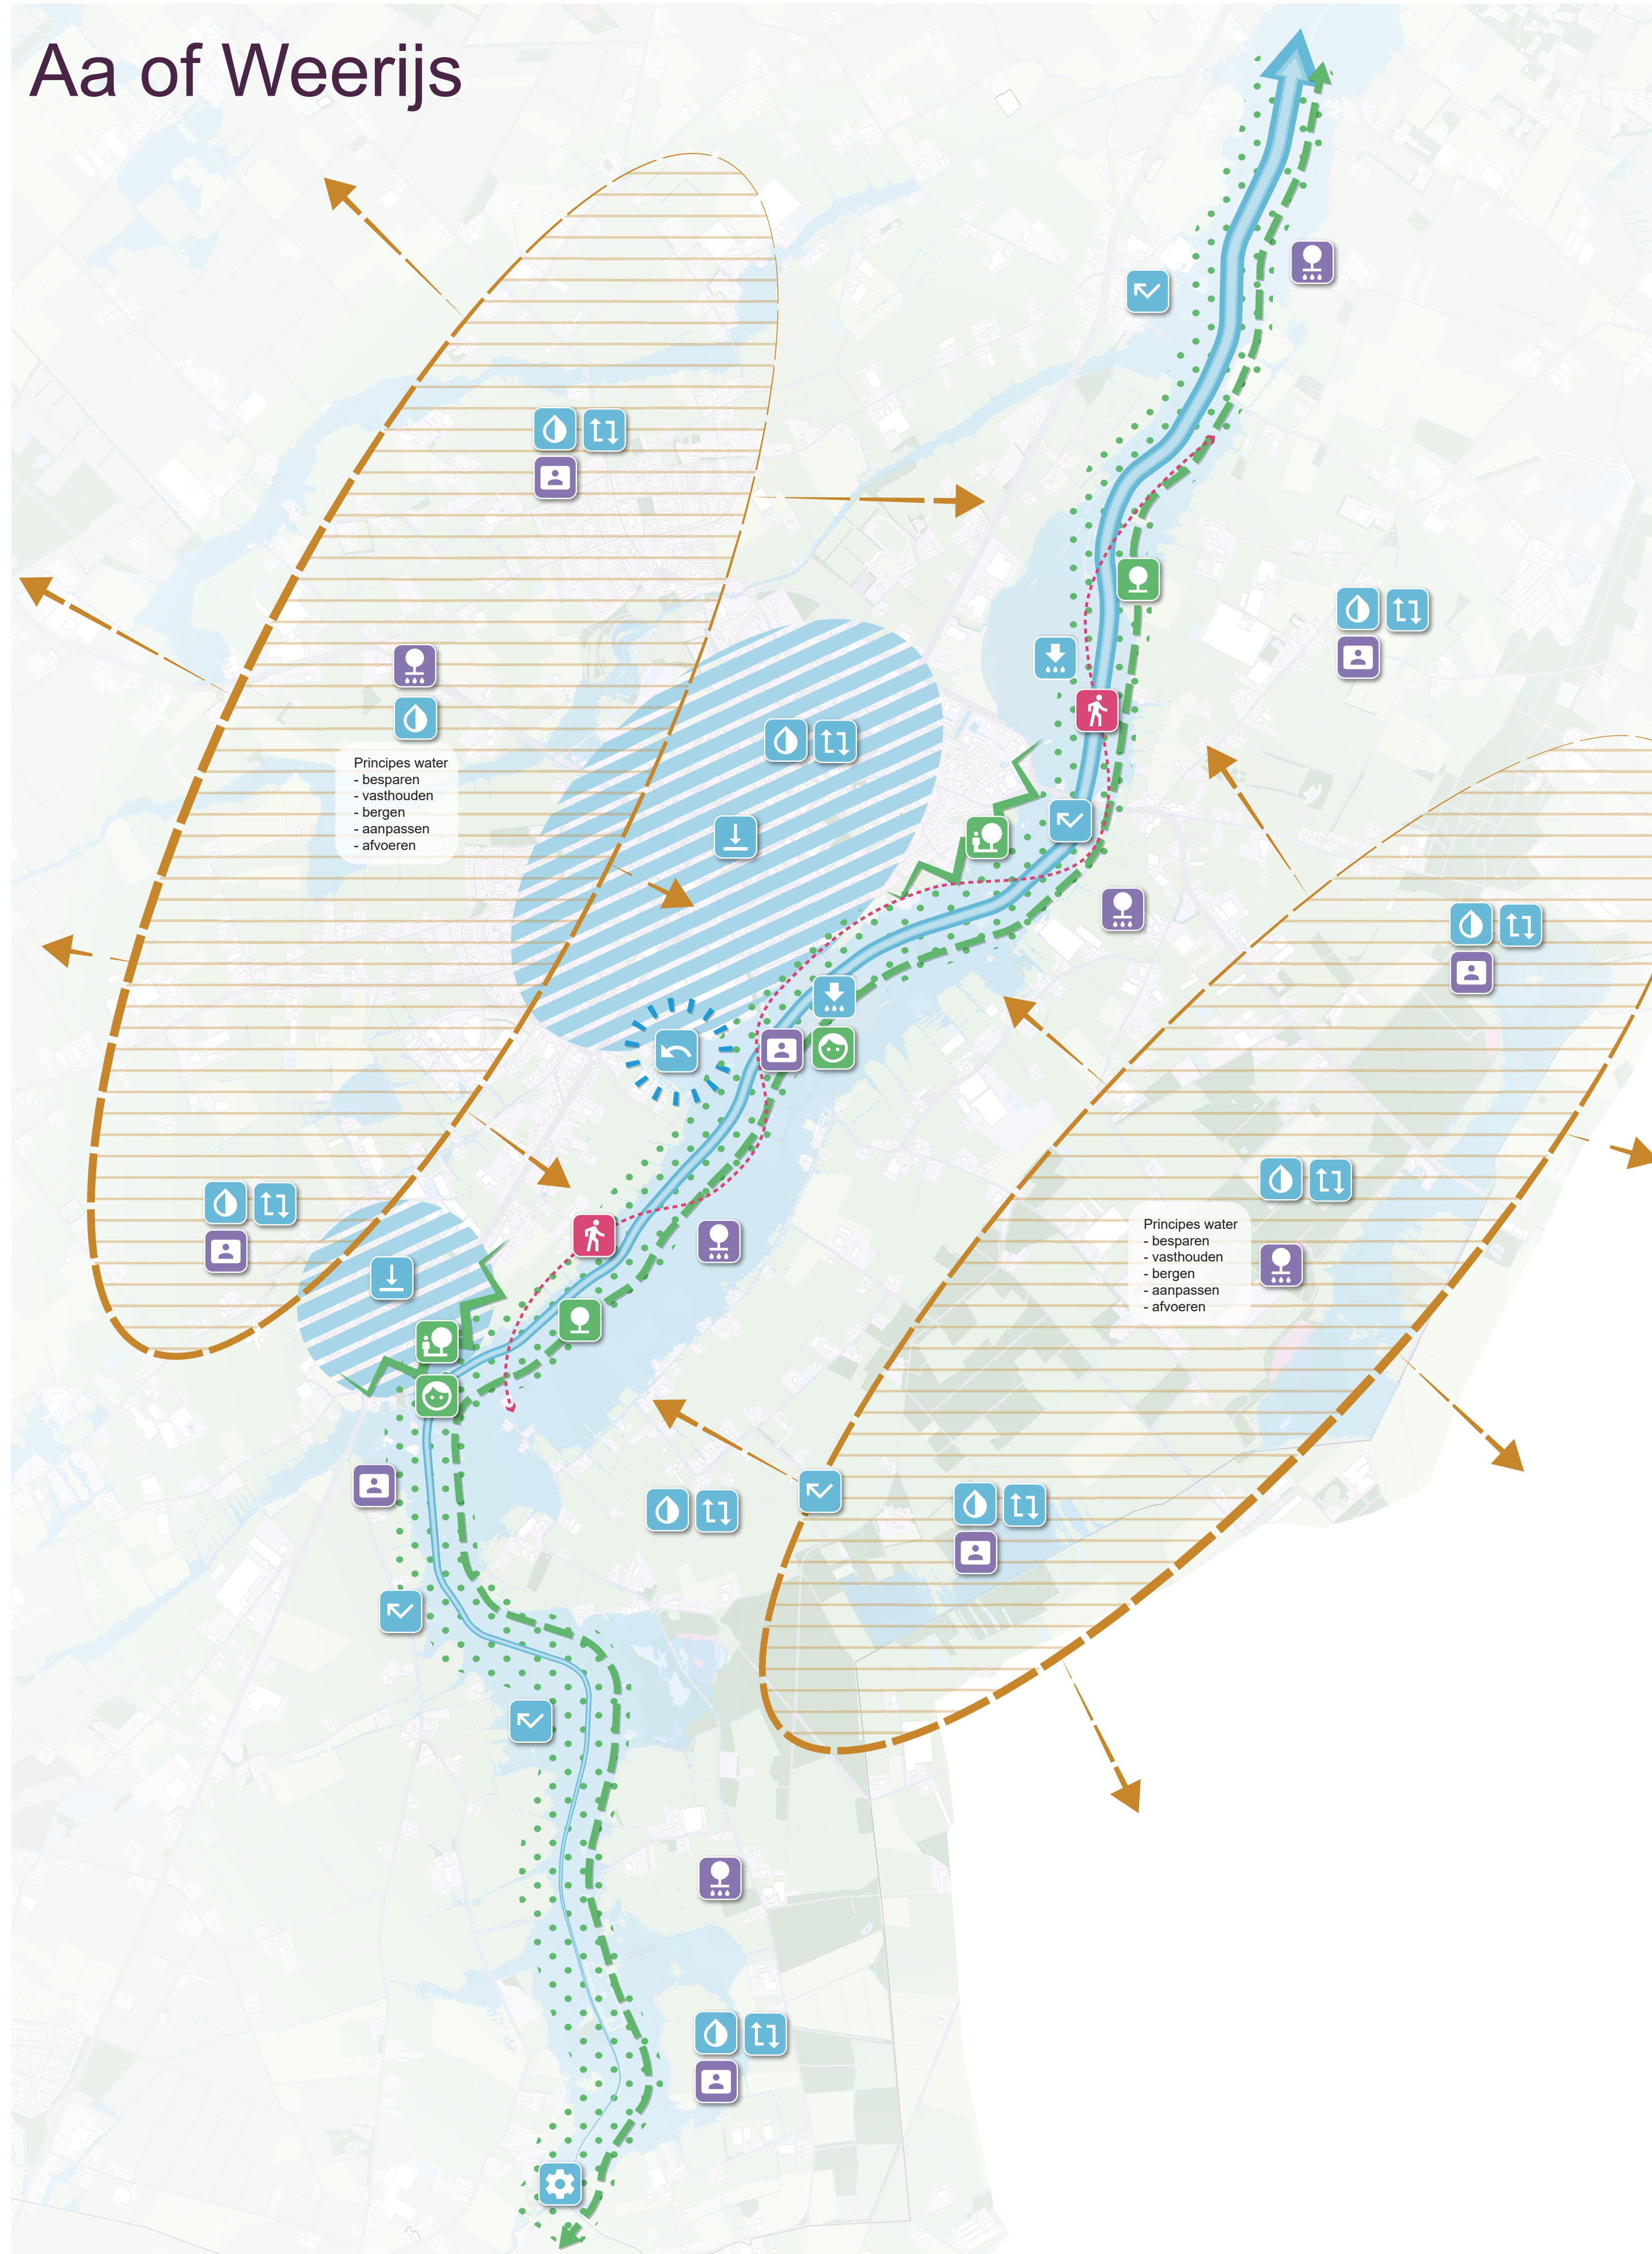 Aa of Weerijs
Principes water
- besparen
- vasthouden
- bergen
- aanpassen
- afvoeren
Principes water
- besparen
- vasthouden
- bergen
- aanpassen
- afvoeren